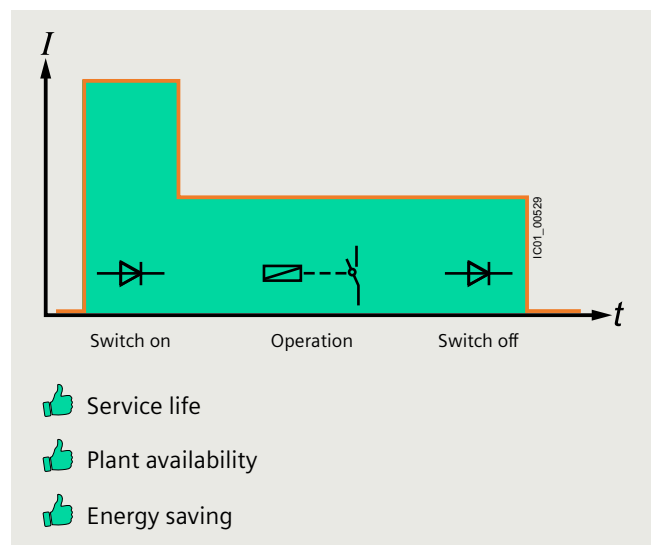 I
IC01_00529
t
Switch on
Operation
Switch off
Service life
Plant availability
Energy saving